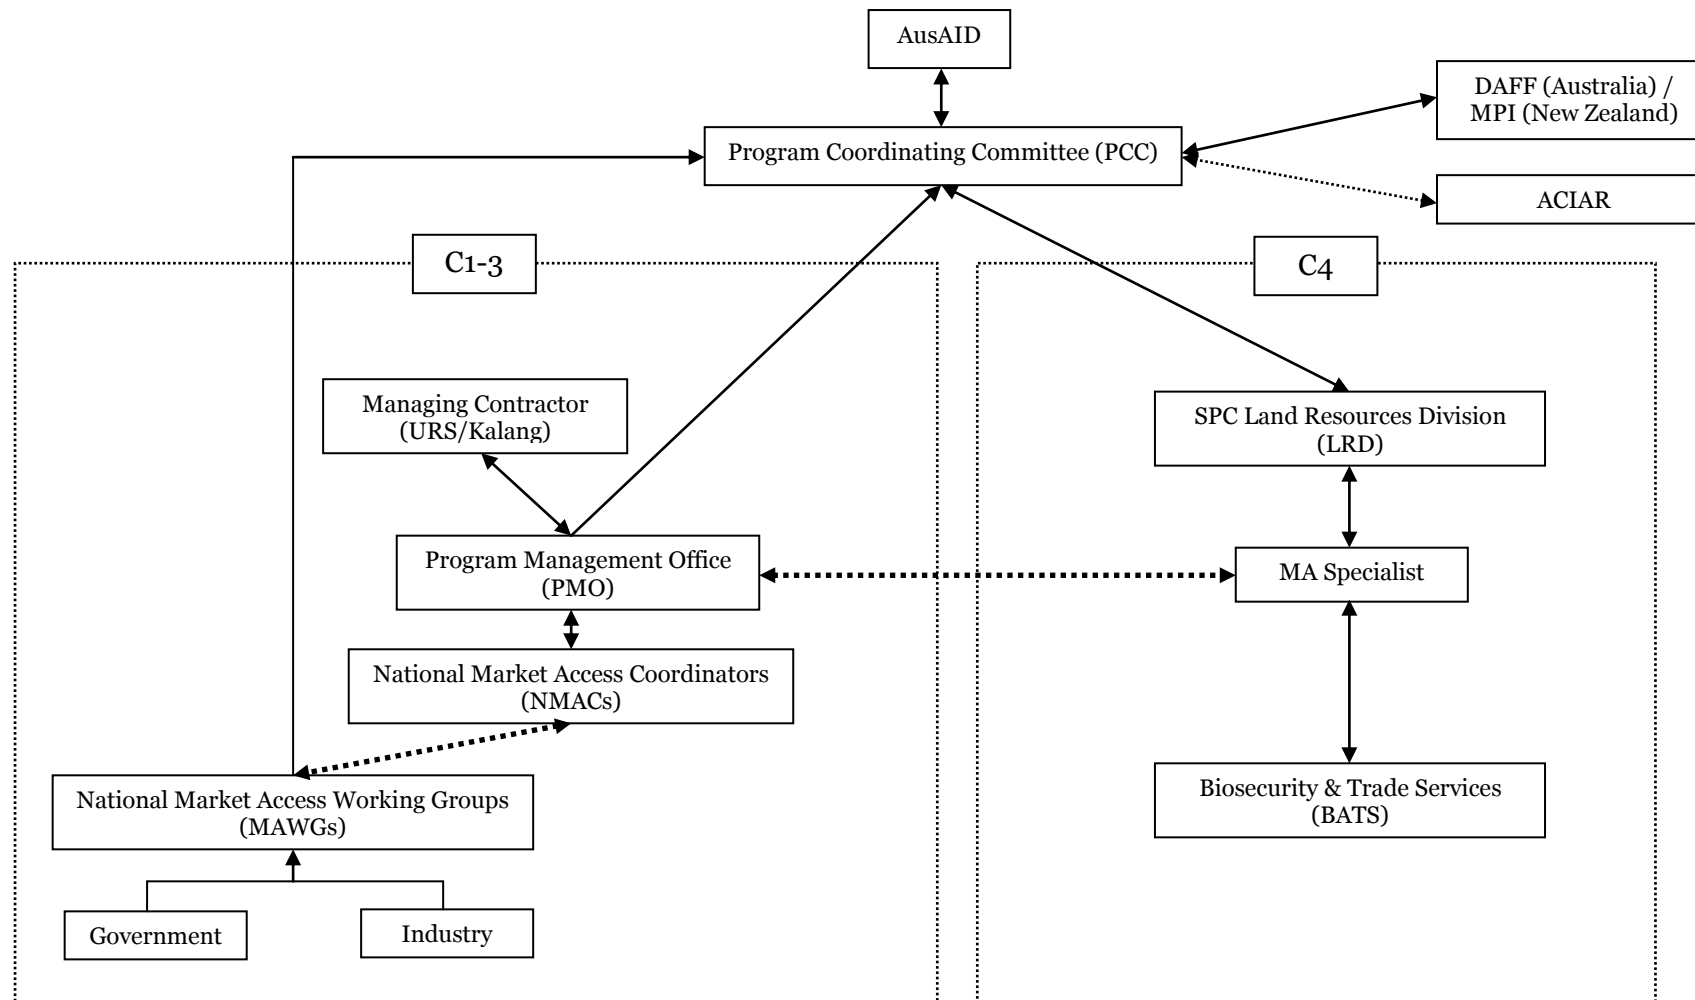 AusAID
DAFF (Australia) /
MPI (New Zealand)
Program Coordinating Committee (PCC)
ACIAR
C1-3
C4
Managing Contractor
(URS/Kalang)
SPC Land Resources Division
(LRD)
Program Management Office
(PMO)
MA Specialist
National Market Access Coordinators
(NMACs)
National Market Access Working Groups
(MAWGs)
Biosecurity & Trade Services
(BATS)
Government
Industry